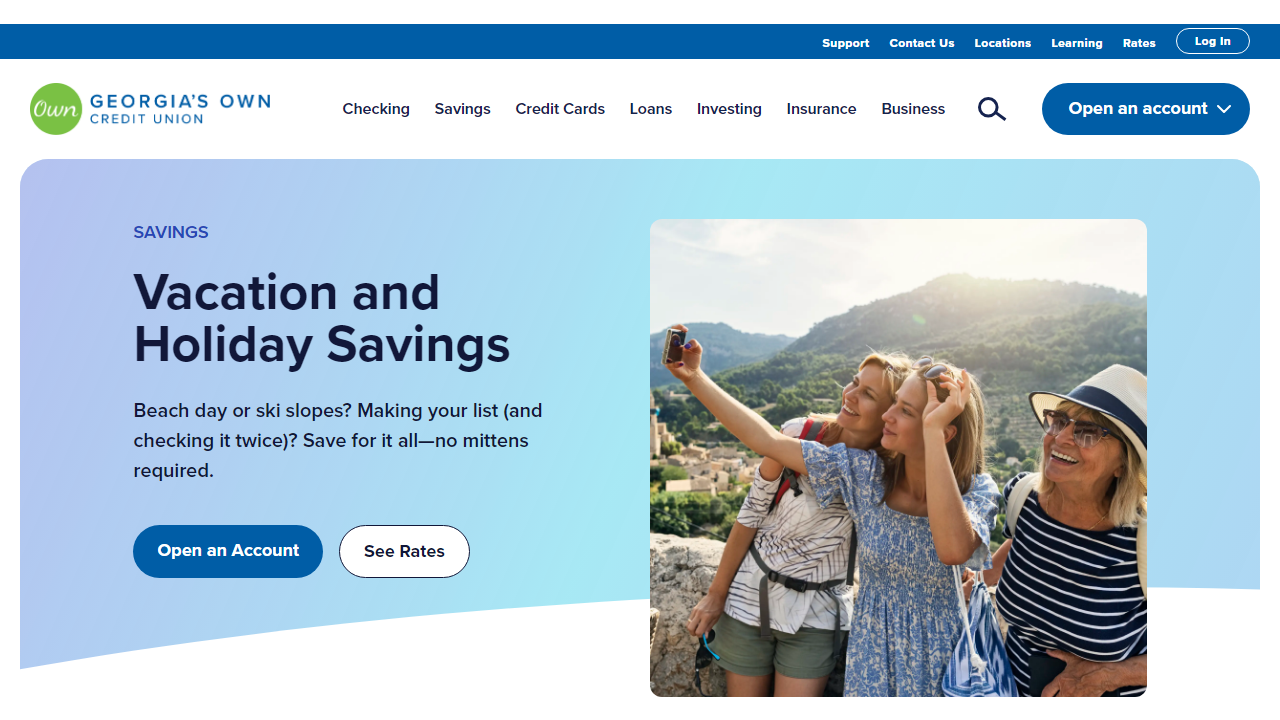 Support Contact Us Locations Learning Rates Log In
Own GEORGIA'S OWN
CREDIT UNION
Checking Savings Credit Cards Loans Investing Insurance Business Open an account
SAVINGS
Vacation and
Holiday Savings
Beach day or ski slopes? Making your list (and
checking it twice)? Save for it all—no mittens
required.
Open an Account See Rates